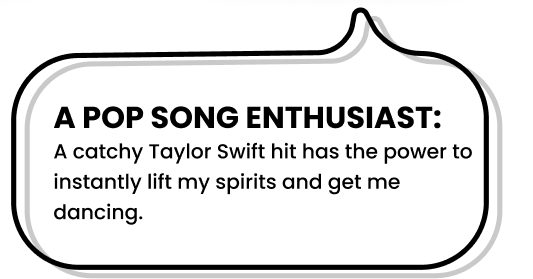 A POP SONG ENTHUSIAST:
A catchy Taylor Swift hit has the power to
instantly lift my spirits and get me
dancing.